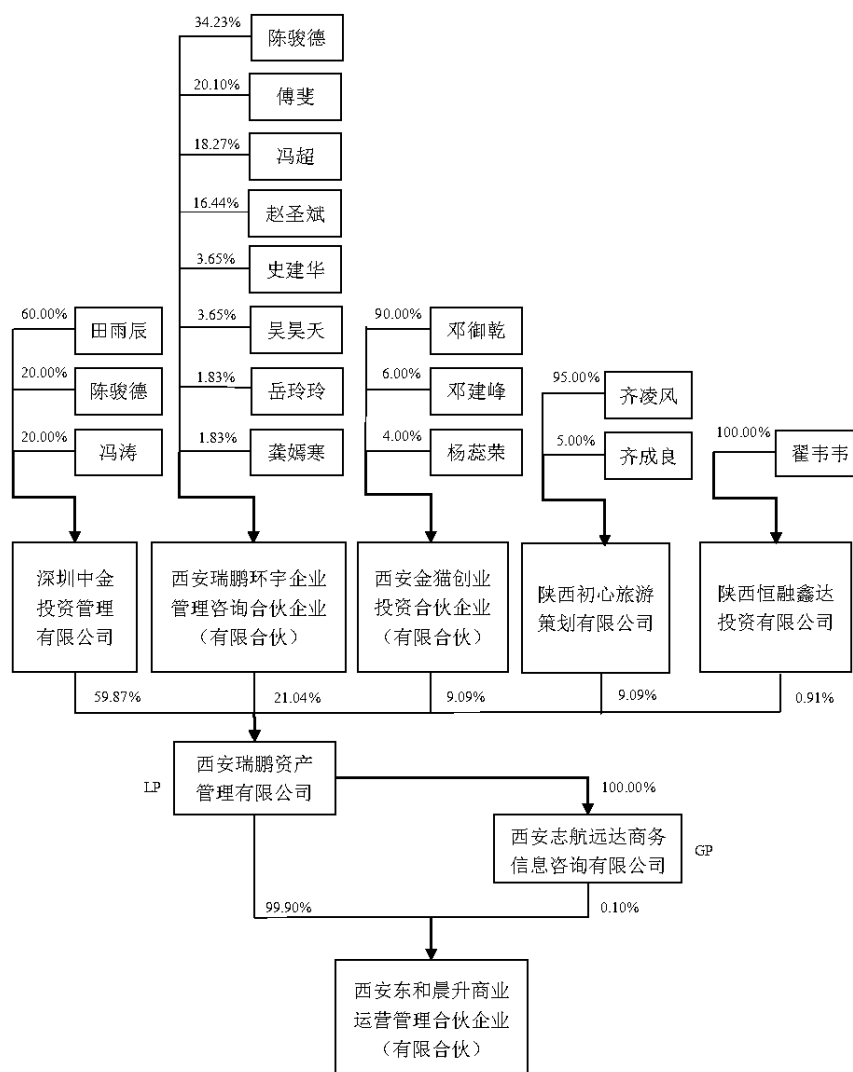 34.23%
陈骏德
20.10%
傅斐
18.27%
冯超
16.44%
赵圣斌
3.65%
史建华
60.00%
田雨辰
3.65%
吴昊天
90.00%
邓御乾
20.00%
陈骏德
1.83%
岳玲玲
6.00%
邓建峰
95.00%
齐凌风
20.00%
冯涛
1.83%
龚嫣寒
4.00%
杨蕊荣
5.00%
齐成良
100.00%
翟韦韦
深圳中金
投资管理
有限公司
西安瑞鹏环宇企业
管理咨询合伙企业
（有限合伙）
西安金猫创业
投资合伙企业
（有限合伙）
陕西初心旅游
策划有限公司
陕西恒融鑫达
投资有限公司
59.87%
21.04%
9.09%
9.09%
0.91%
LP
西安瑞鹏资产
管理有限公司
100.00%
西安志航远达商务
信息咨询有限公司
GP
99.90%
0.10%
西安东和晨升商业
运营管理合伙企业
（有限合伙）